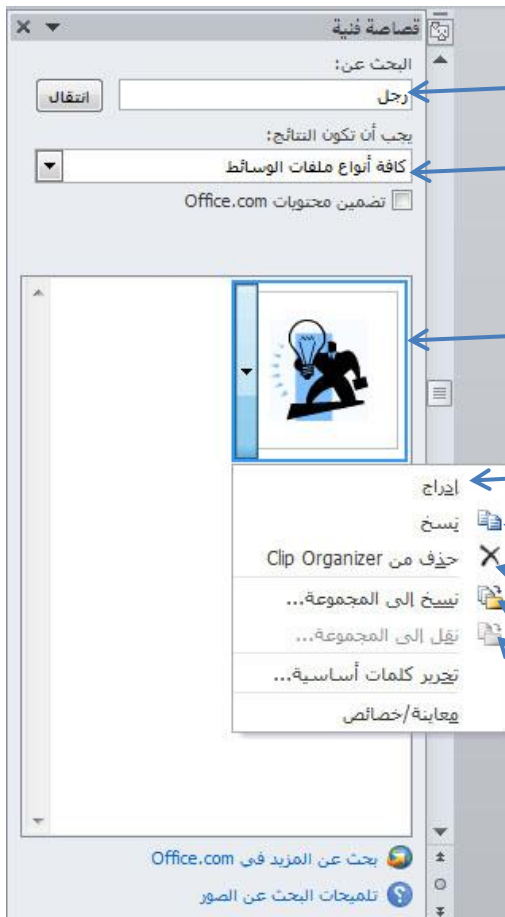 قصاصة فنية
البحث عن:
رجل
انتقال
يجب أن تكون النتائج:
كافة أنواع ملفات الوسائط
تضمين محتويات Office.com
إدراج
نسخ
حذف من Clip Organizer
نسخ إلى المجموعة...
نقل إلى المجموعة...
تحرير كلمات أساسية...
معاينة/خصائص
بحث عن المزيد في Office.com
تلميحات البحث عن الصور